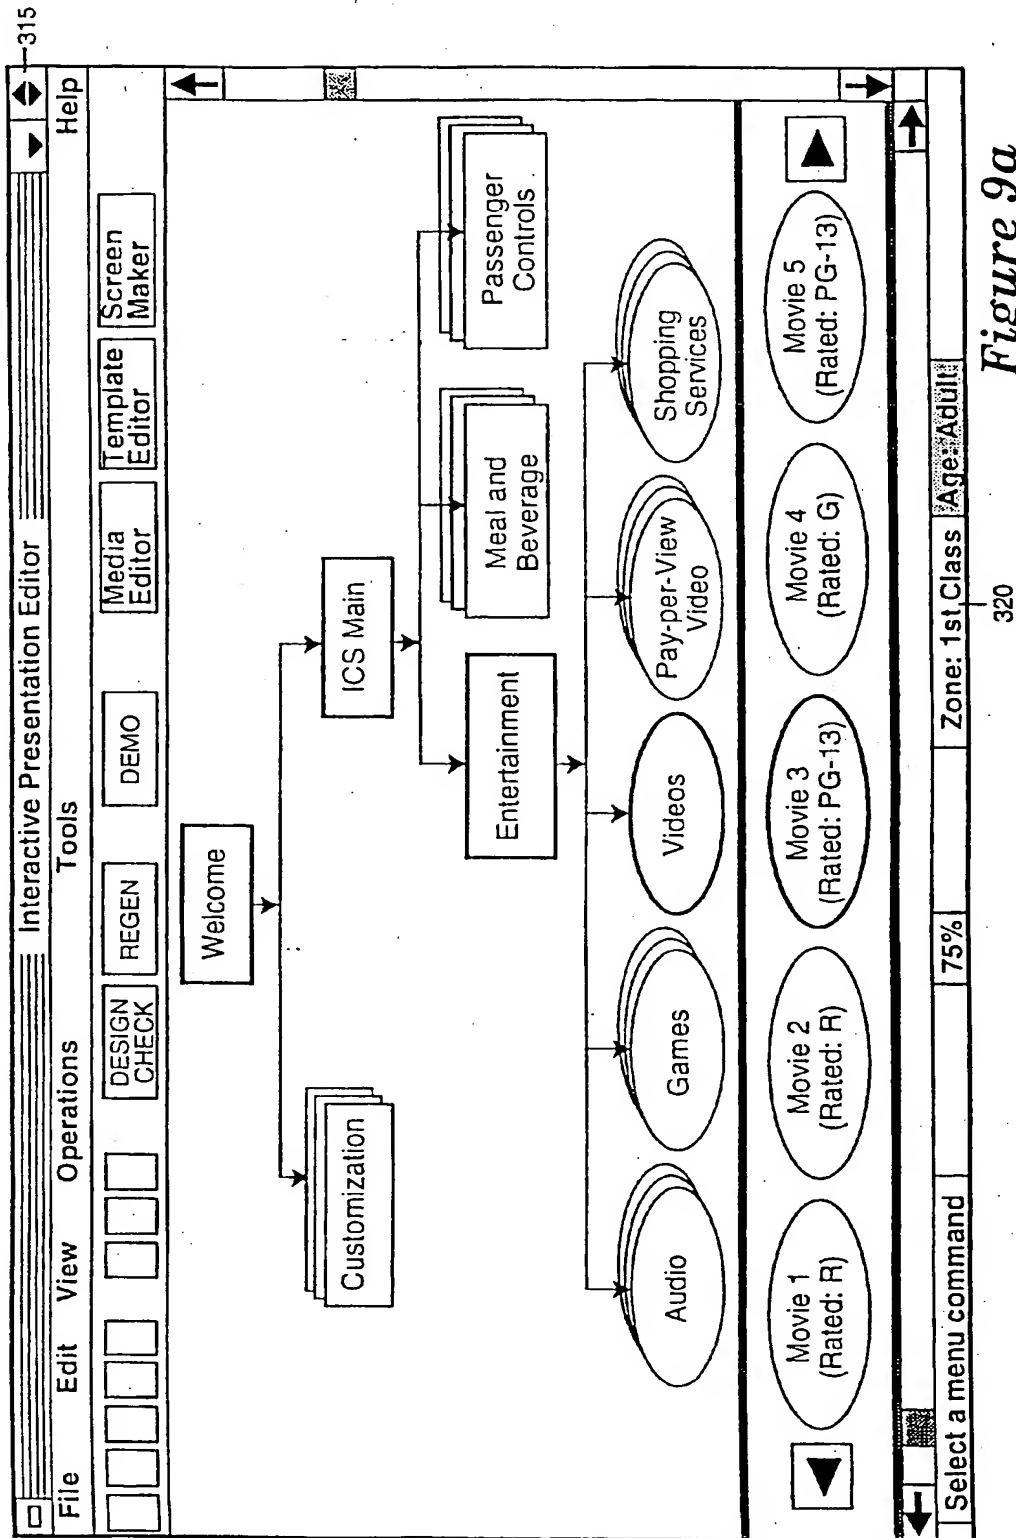 315
Interactive Presentation Editor
File Edit View Operations Tools Help
DESIGN
CHECK
REGEN
DEMO
Media
Editor
Template
Editor
Screen
Maker
Welcome
Customization
ICS Main
Entertainment
Meal and
Beverage
Passenger
Controls
Audio
Games
Videos
Pay-per-View
Video
Shopping
Services
Movie 1
(Rated: R)
Movie 2
(Rated: R)
Movie 3
(Rated: PG-13)
Movie 4
(Rated: G)
Movie 5
(Rated: PG-13)
Select a menu command 75% Zone: 1st Class Age: Adult
320
Figure 9a